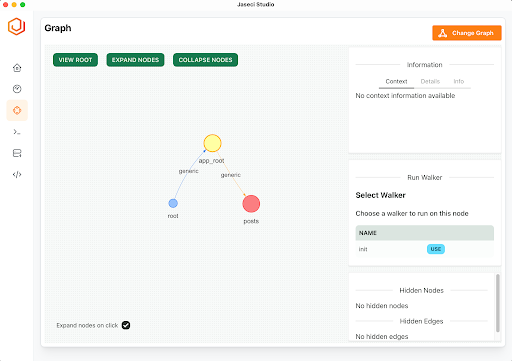 Jaseci Studio
Graph
Change Graph
VIEW ROOT
EXPAND NODES
COLLAPSE NODES
app_root
generic
generic
root
posts
Expand nodes on click
Information
Context
Details
Info
No context information available
Run Walker
Select Walker
Choose a walker to run on this node
NAME
init
USE
Hidden Nodes
No hidden nodes
Hidden Edges
No hidden edges